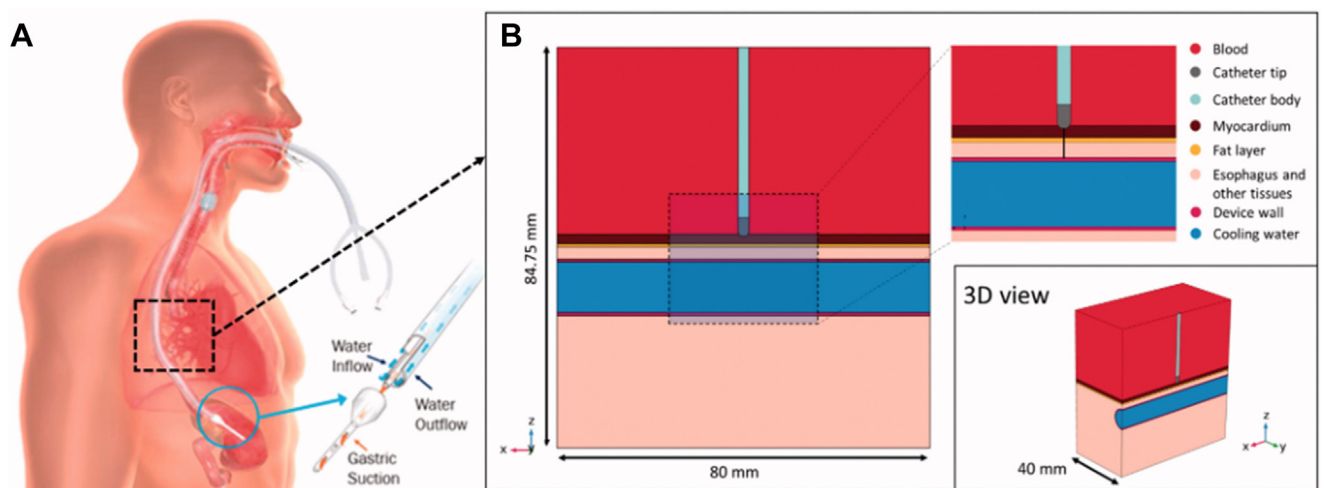 A
Water
Inflow
Water
Outflow
Gastric
Suction
B
84.75 mm
80 mm
z
x
y
Blood
Catheter tip
Catheter body
Myocardium
Fat layer
Esophagus and
other tissues
Device wall
Cooling water
3D view
40 mm
z
x
y